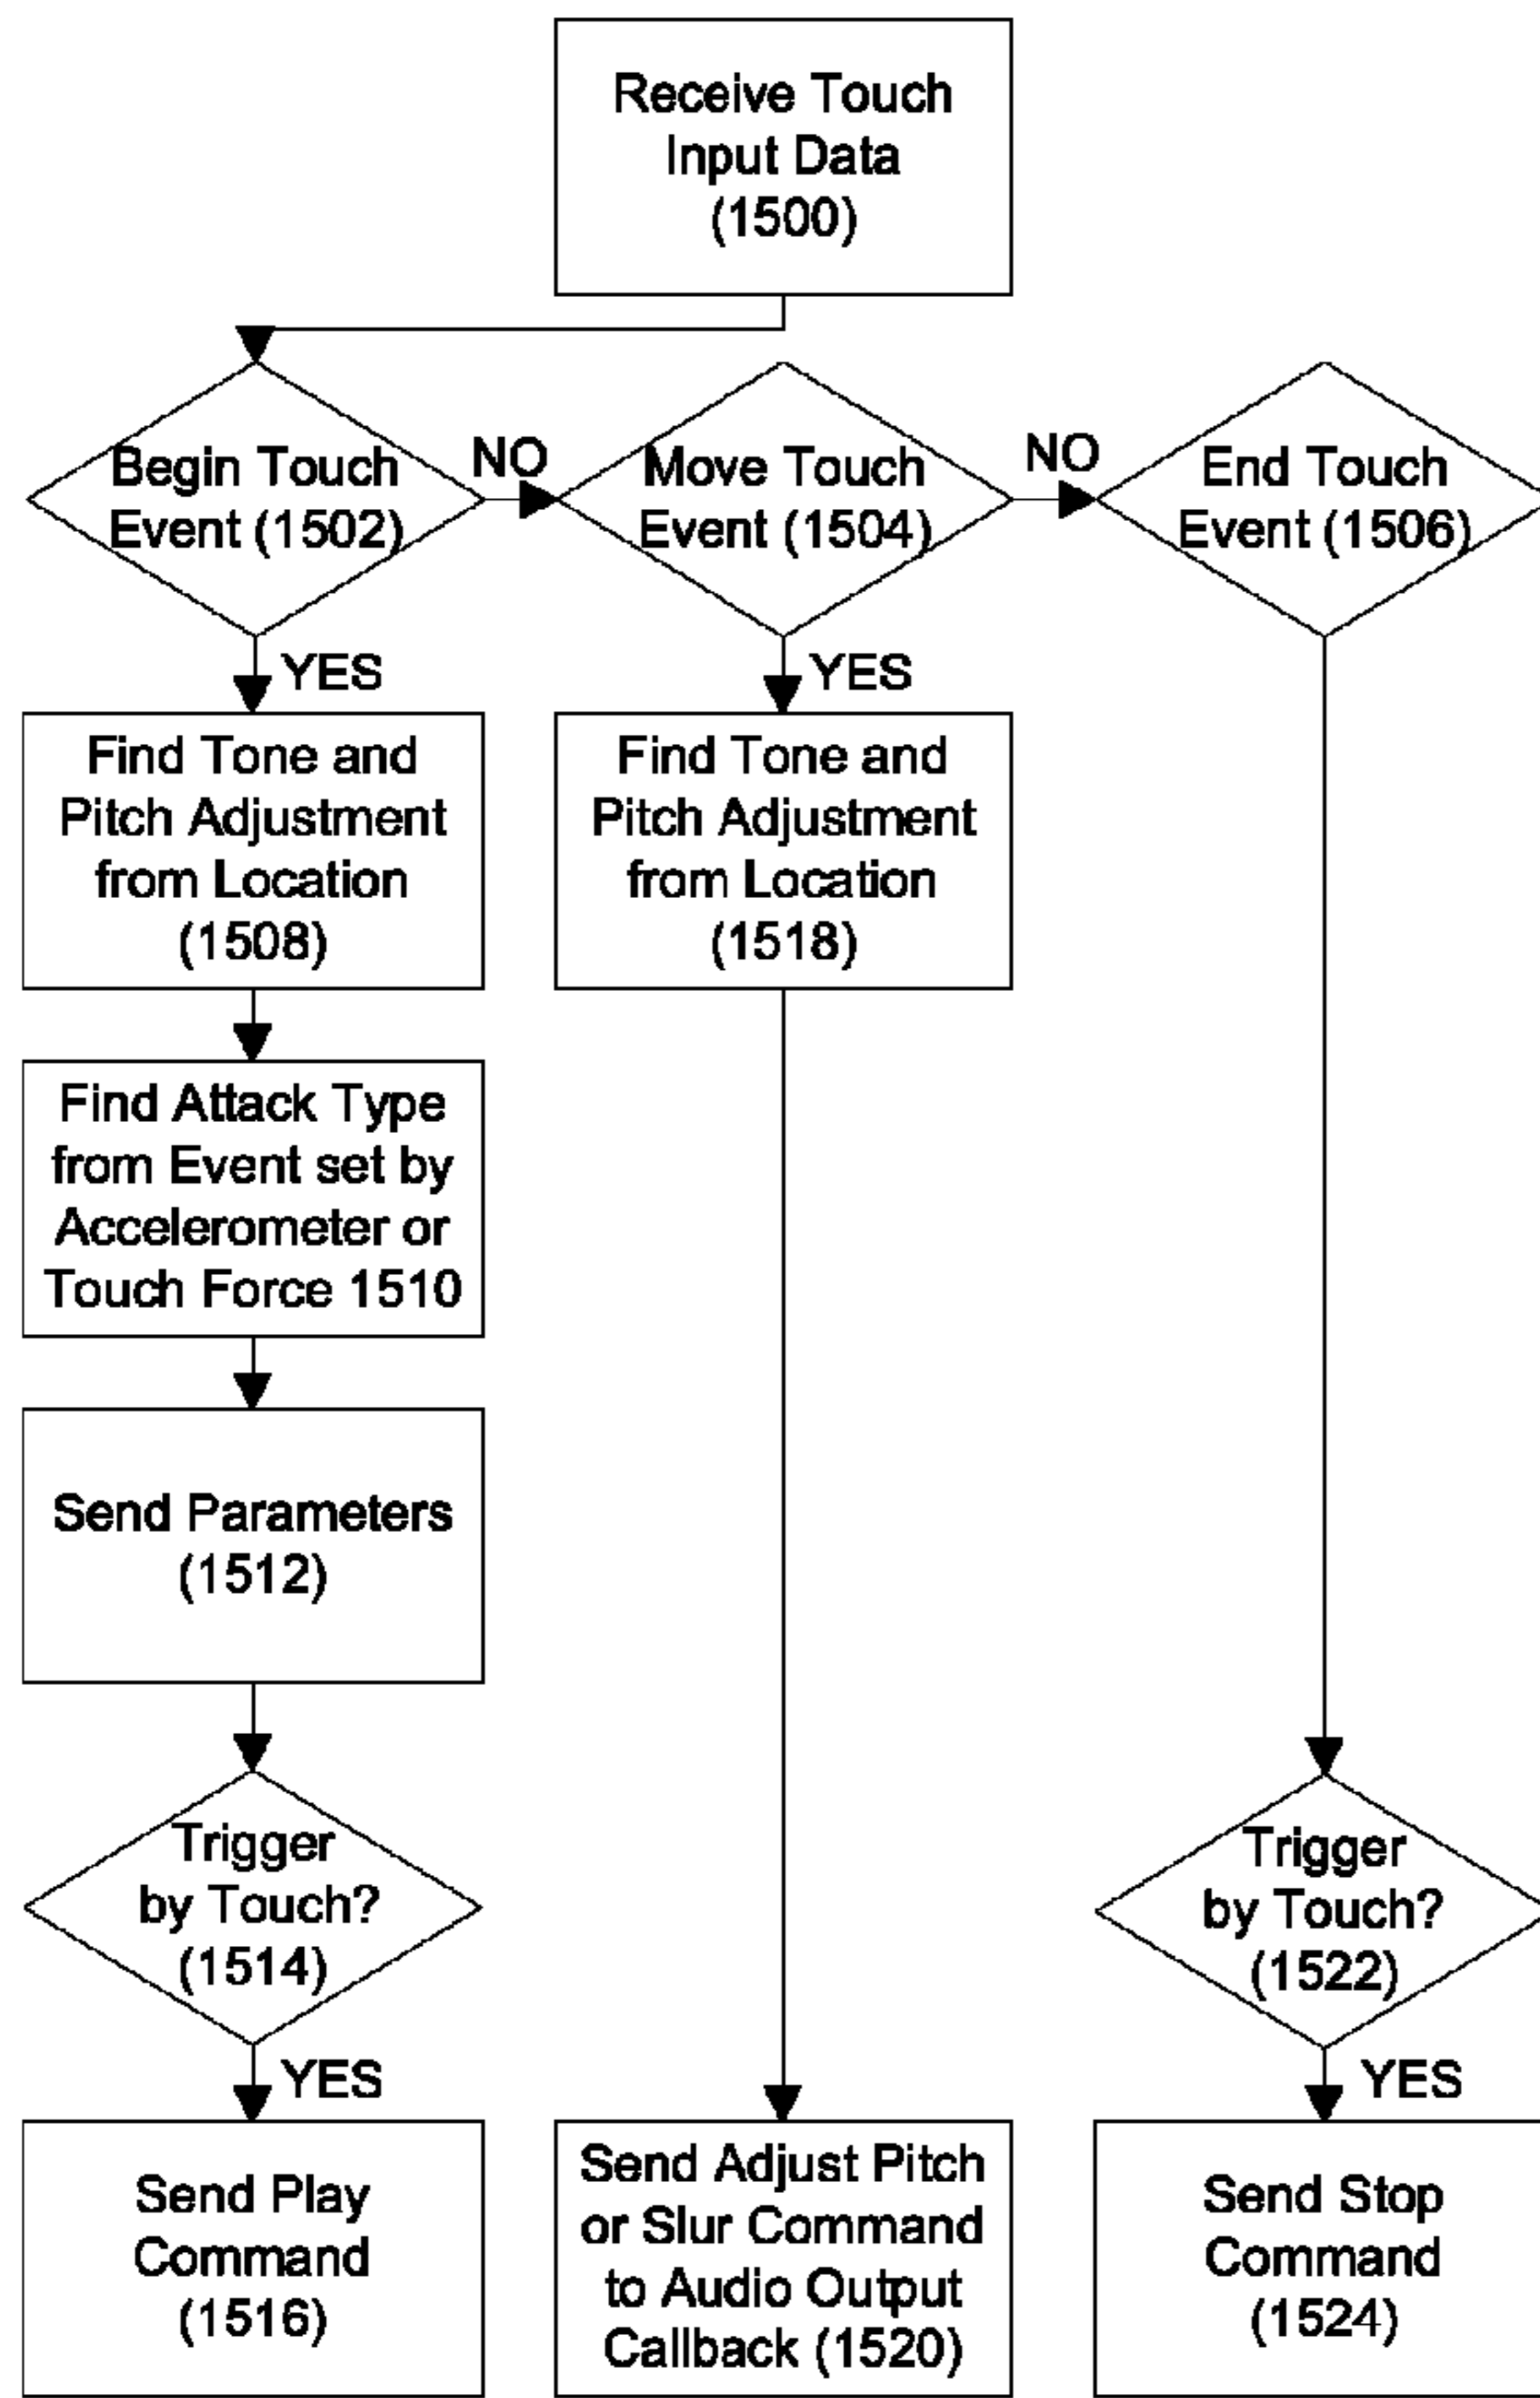 Receive Touch
Input Data
(1500)
Begin Touch
Event (1502)
NO
Move Touch
Event (1504)
NO
End Touch
Event (1506)
YES
YES
Find Tone and
Pitch Adjustment
from Location
(1508)
Find Tone and
Pitch Adjustment
from Location
(1518)
Find Attack Type
from Event set by
Accelerometer or
Touch Force 1510
Send Parameters
(1512)
Trigger
by Touch?
(1514)
Trigger
by Touch?
(1522)
YES
YES
Send Play
Command
(1516)
Send Adjust Pitch
or Slur Command
to Audio Output
Callback (1520)
Send Stop
Command
(1524)